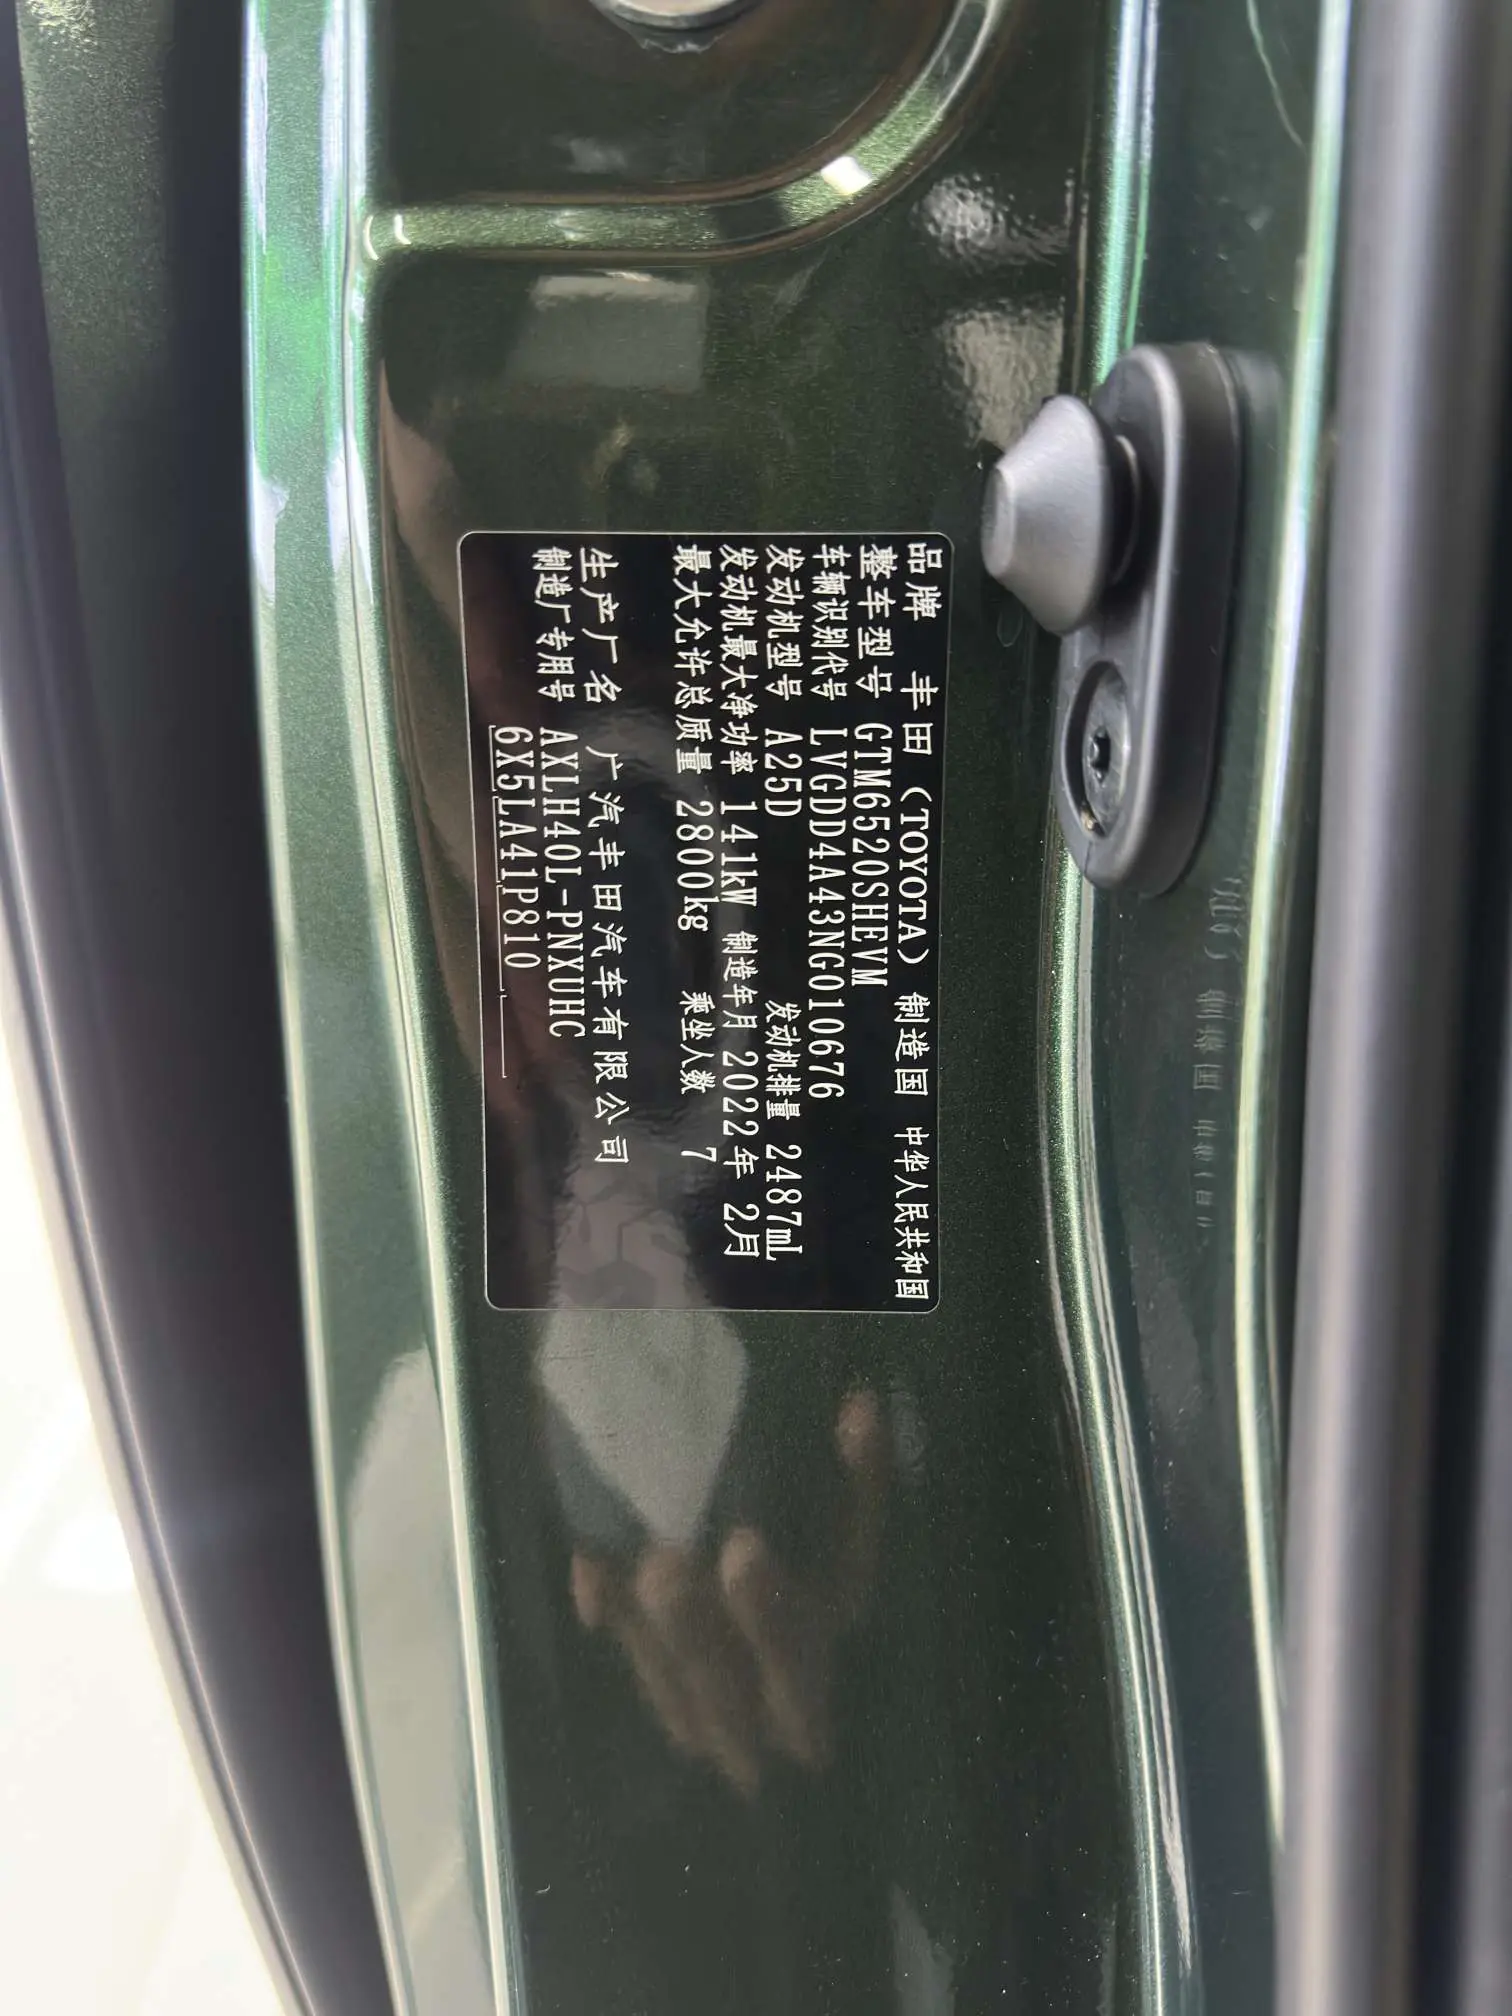 品牌 丰田（TOYOTA） 制造国 中华人民共和国
整车型号 GTM6520SHEVM
车辆识别代号 LVGDD4A43NG010676
发动机型号 A25D 发动机排量 2487mL
发动机最大净功率 141kW 制造年月 2022年 2月
最大允许总质量 2800kg 乘坐人数 7
生产厂名 广汽丰田汽车有限公司
制造厂专用号 AXLH40L-PNXUHC
6X5LA41P810